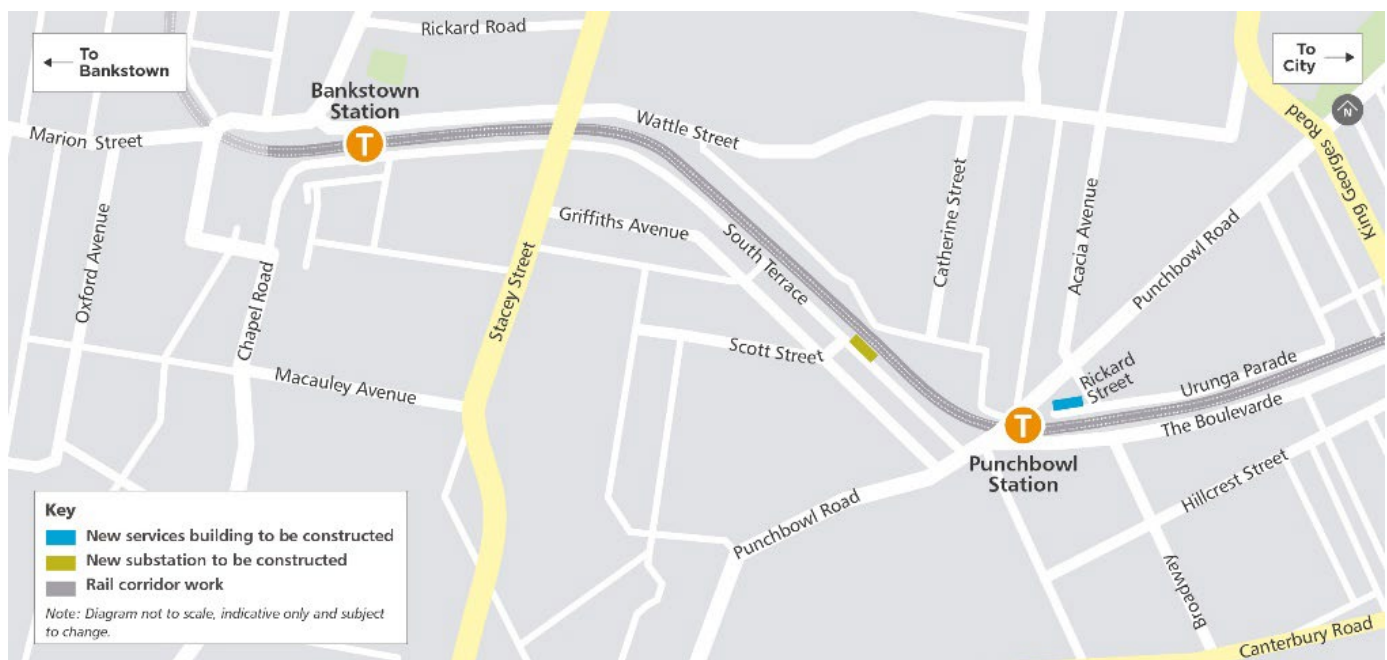 To
Bankstown
Rickard Road
To
City
N
Bankstown
Station
T
Marion Street
Wattle Street
King Georges Road
Oxford Avenue
Griffiths Avenue
South Terrace
Catherine Street
Acacia Avenue
Punchbowl Road
Chapel Road
Stacey Street
Scott Street
Macauley Avenue
Rickard
Street
Urunga Parade
The Boulevarde
T
Punchbowl
Station
Hillcrest Street
Punchbowl Road
Broadway
Canterbury Road
Key
New services building to be constructed
New substation to be constructed
Rail corridor work
Note: Diagram not to scale, indicative only and subject
to change.